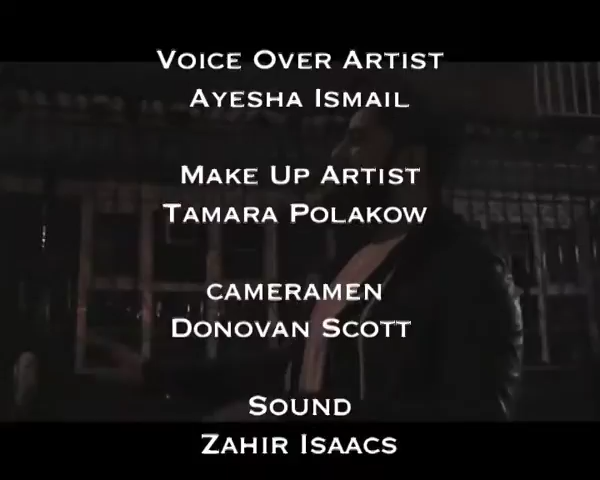 Voice Over Artist
Ayesha Ismail
Make Up Artist
Tamara Polakow
cameramen
Donovan Scott
Sound
Zahir Isaacs